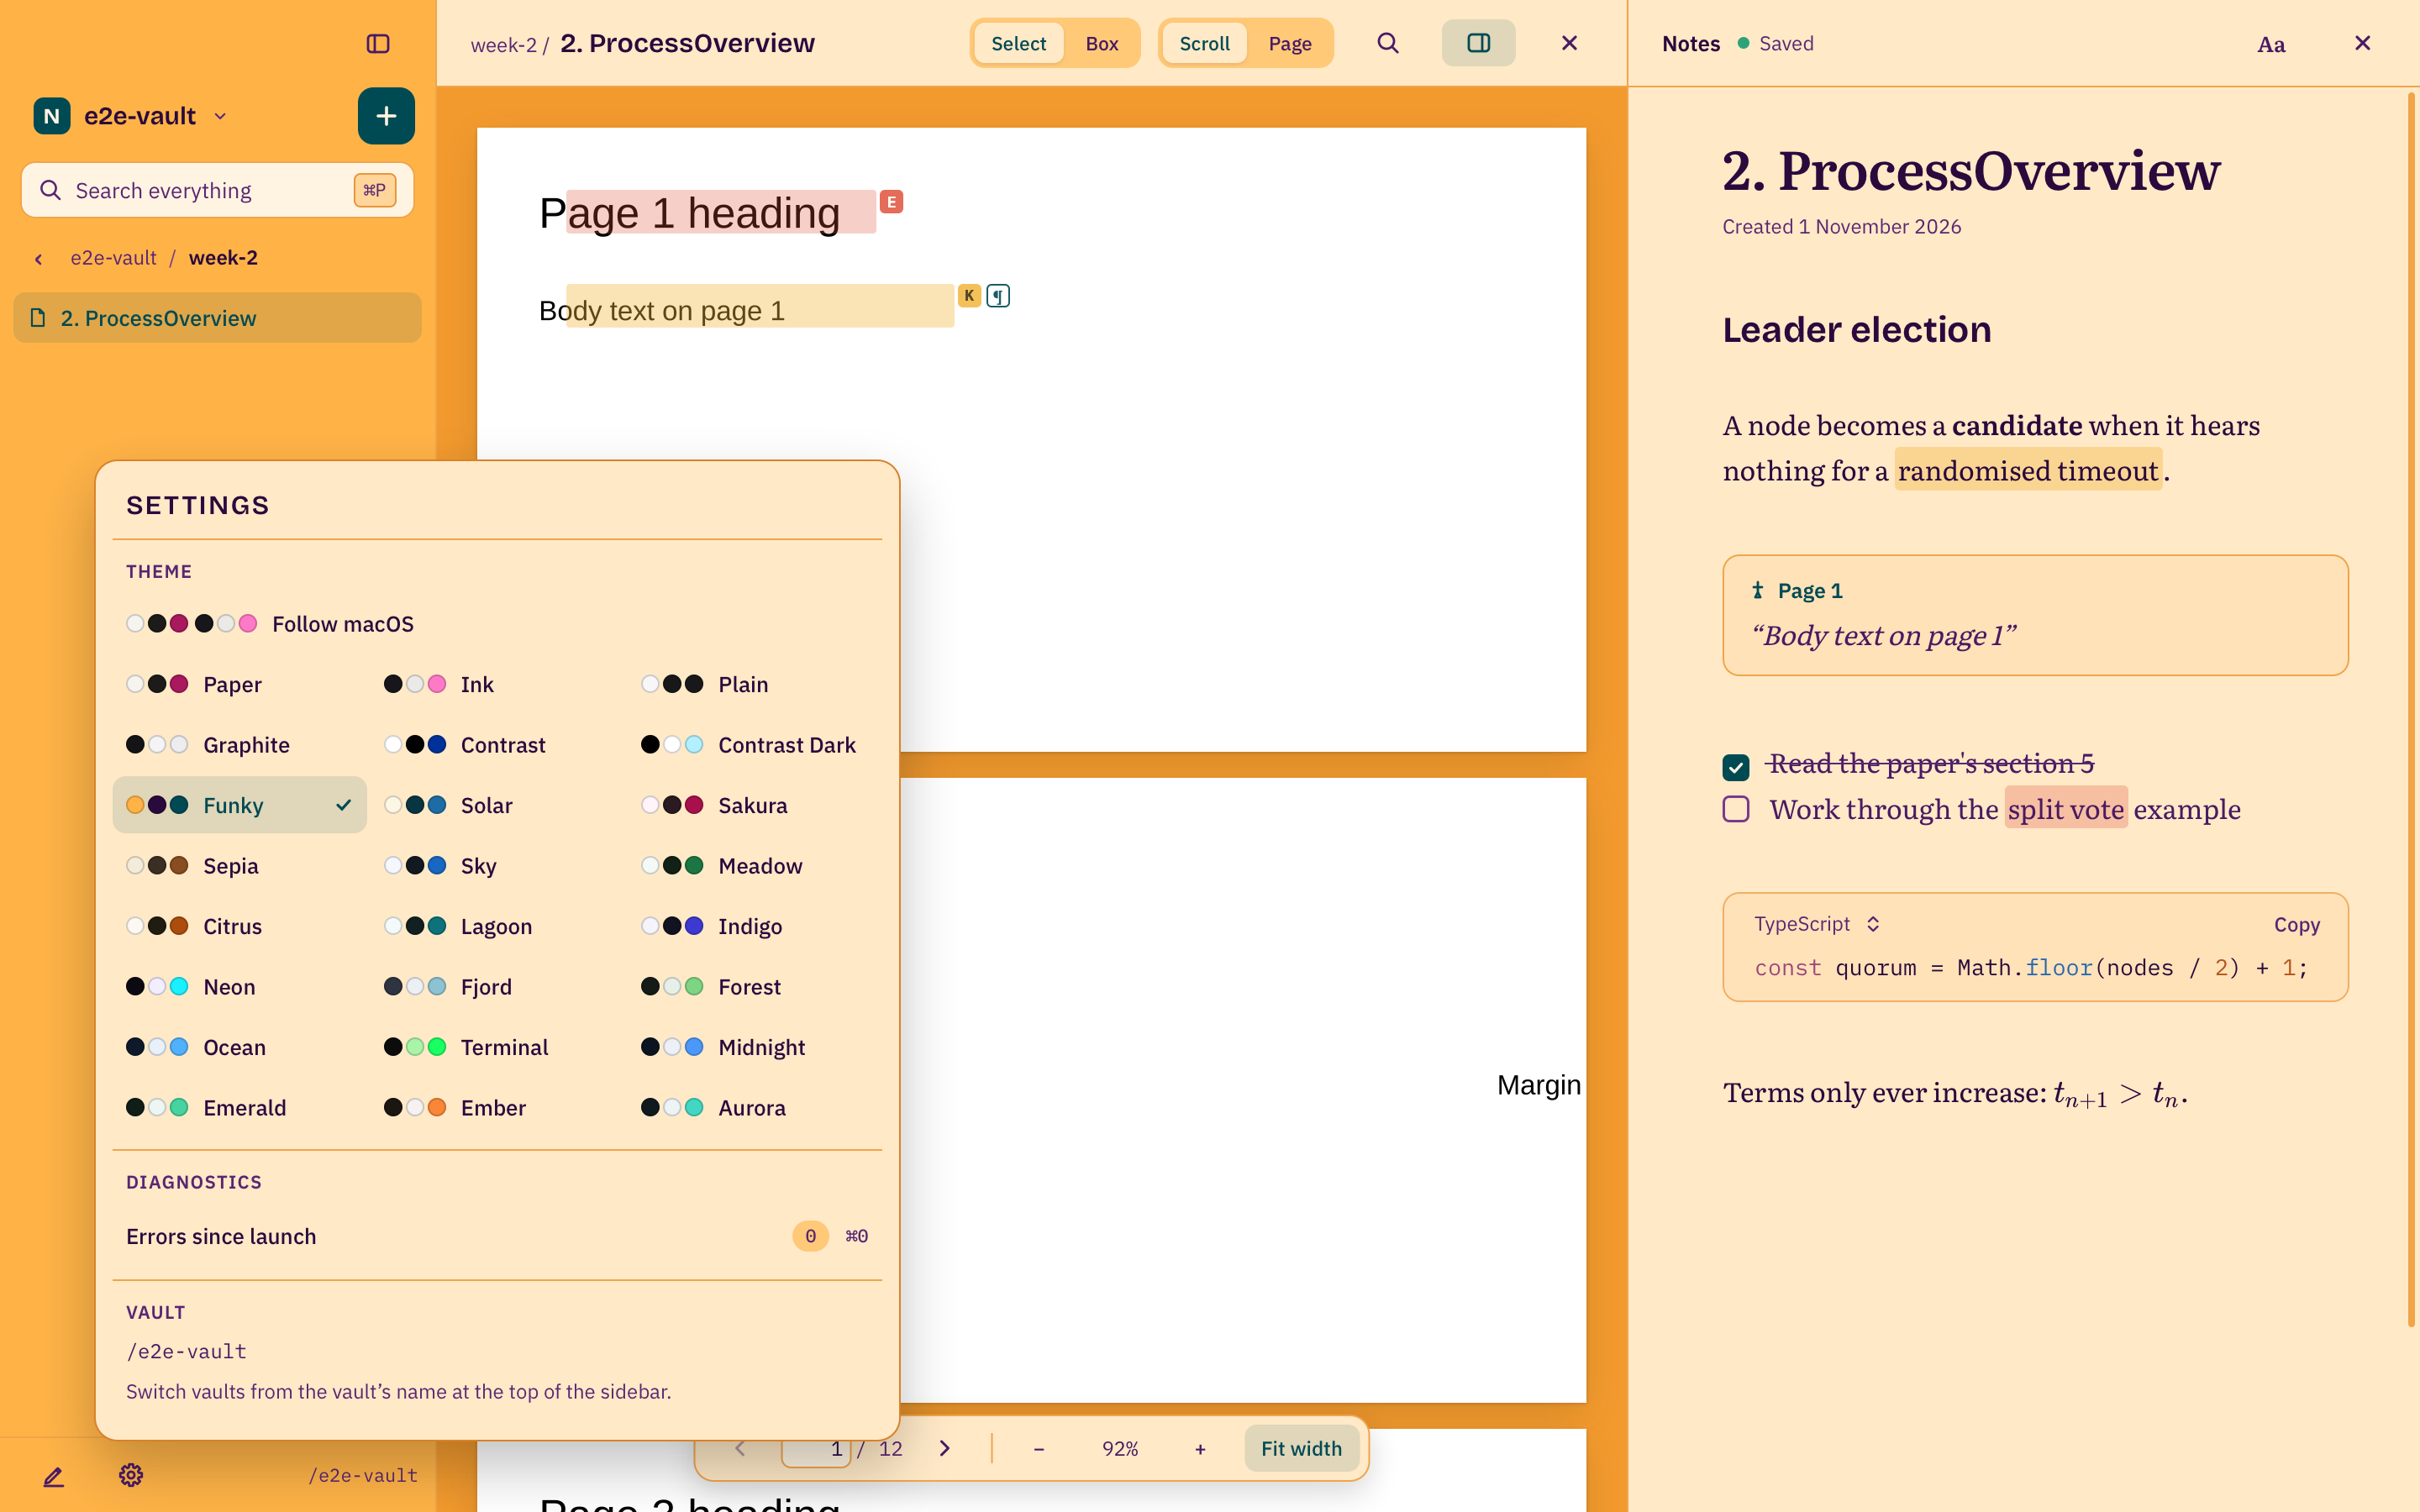 N e2e-vault
Search everything ⌘P
e2e-vault / week-2
2. ProcessOverview
week-2 / 2. ProcessOverview
Select Box
Scroll Page
Page 1 heading E
Body text on page 1 K ¶
SETTINGS
THEME
Follow macOS
Paper Ink Plain
Graphite Contrast Contrast Dark
Funky Solar Sakura
Sepia Sky Meadow
Citrus Lagoon Indigo
Neon Fjord Forest
Ocean Terminal Midnight
Emerald Ember Aurora
DIAGNOSTICS
Errors since launch 0 ⌘0
VAULT
/e2e-vault
Switch vaults from the vault’s name at the top of the sidebar.
/e2e-vault
Margin
1 / 12 − 92% + Fit width
Notes Saved Aa
2. ProcessOverview
Created 1 November 2026
Leader election
A node becomes a candidate when it hears
nothing for a randomised timeout.
Page 1
“Body text on page 1”
Read the paper's section 5
Work through the split vote example
TypeScript Copy
const quorum = Math.floor(nodes / 2) + 1;
Terms only ever increase: tₙ₊₁ > tₙ.